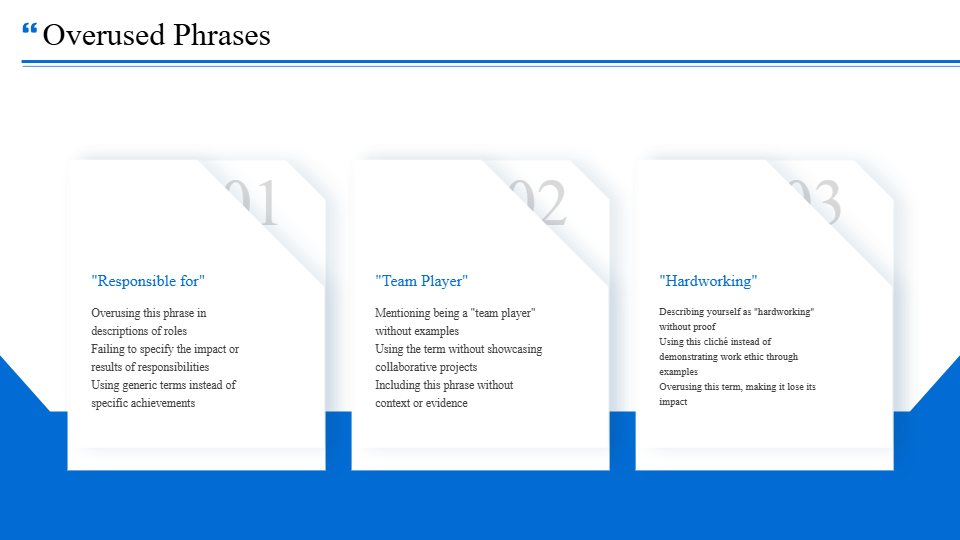 “ Overused Phrases
01
"Responsible for"
Overusing this phrase in
descriptions of roles
Failing to specify the impact or
results of responsibilities
Using generic terms instead of
specific achievements
02
"Team Player"
Mentioning being a "team player"
without examples
Using the term without showcasing
collaborative projects
Including this phrase without
context or evidence
03
"Hardworking"
Describing yourself as "hardworking"
without proof
Using this cliché instead of
demonstrating work ethic through
examples
Overusing this term, making it lose its
impact